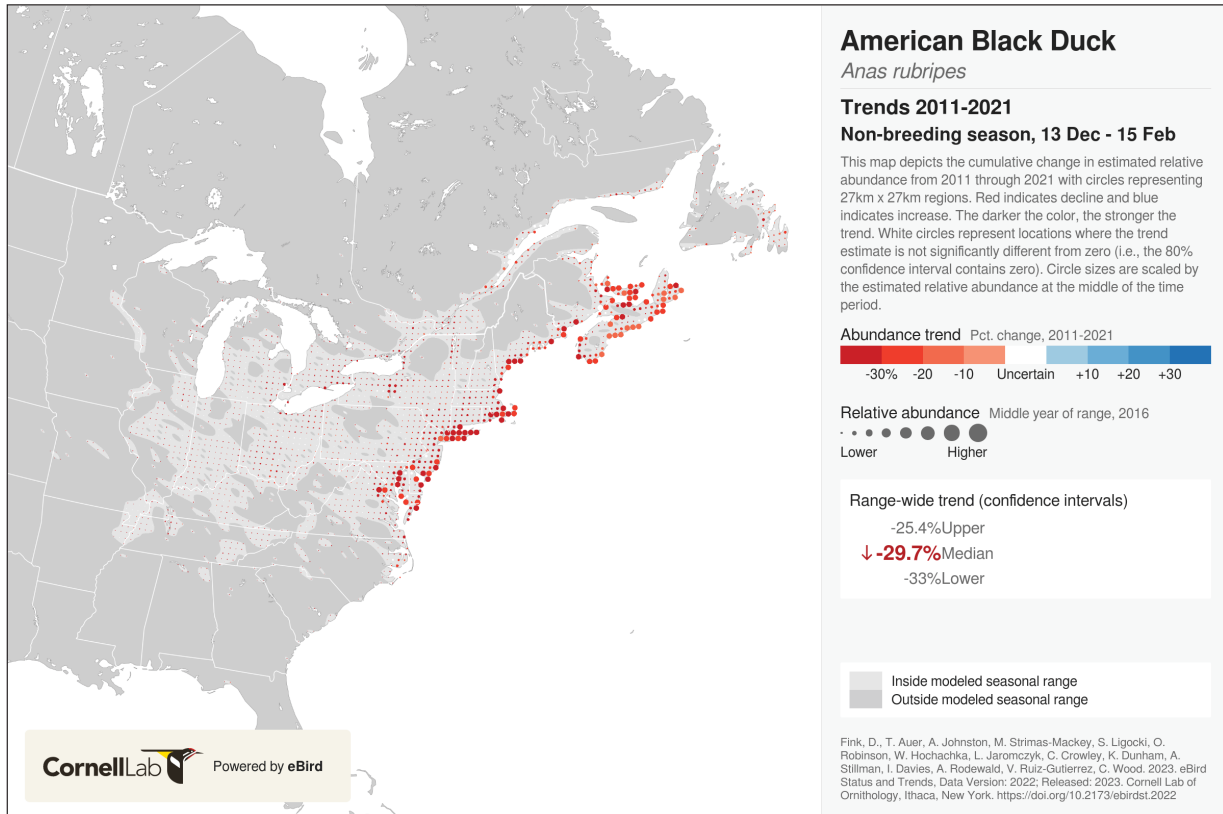 American Black Duck
Anas rubripes
Trends 2011-2021
Non-breeding season, 13 Dec - 15 Feb
This map depicts the cumulative change in estimated relative
abundance from 2011 through 2021 with circles representing
27km x 27km regions. Red indicates decline and blue
indicates increase. The darker the color, the stronger the
trend. White circles represent locations where the trend
estimate is not significantly different from zero (i.e., the 80%
confidence interval contains zero). Circle sizes are scaled by
the estimated relative abundance at the middle of the time
period.
Abundance trend Pct. change, 2011-2021
-30% -20 -10 Uncertain +10 +20 +30
Relative abundance Middle year of range, 2016
Lower Higher
Range-wide trend (confidence intervals)
-25.4%Upper
↓-29.7%Median
-33%Lower
Inside modeled seasonal range
Outside modeled seasonal range
Fink, D., T. Auer, A. Johnston, M. Strimas-Mackey, S. Ligocki, O.
Robinson, W. Hochachka, L. Jaromczyk, C. Crowley, K. Dunham, A.
Stillman, I. Davies, A. Rodewald, V. Ruiz-Gutierrez, C. Wood. 2023. eBird
Status and Trends, Data Version: 2022; Released: 2023. Cornell Lab of
Ornithology, Ithaca, New York. https://doi.org/10.2173/ebirdst.2022
CornellLab Powered by eBird